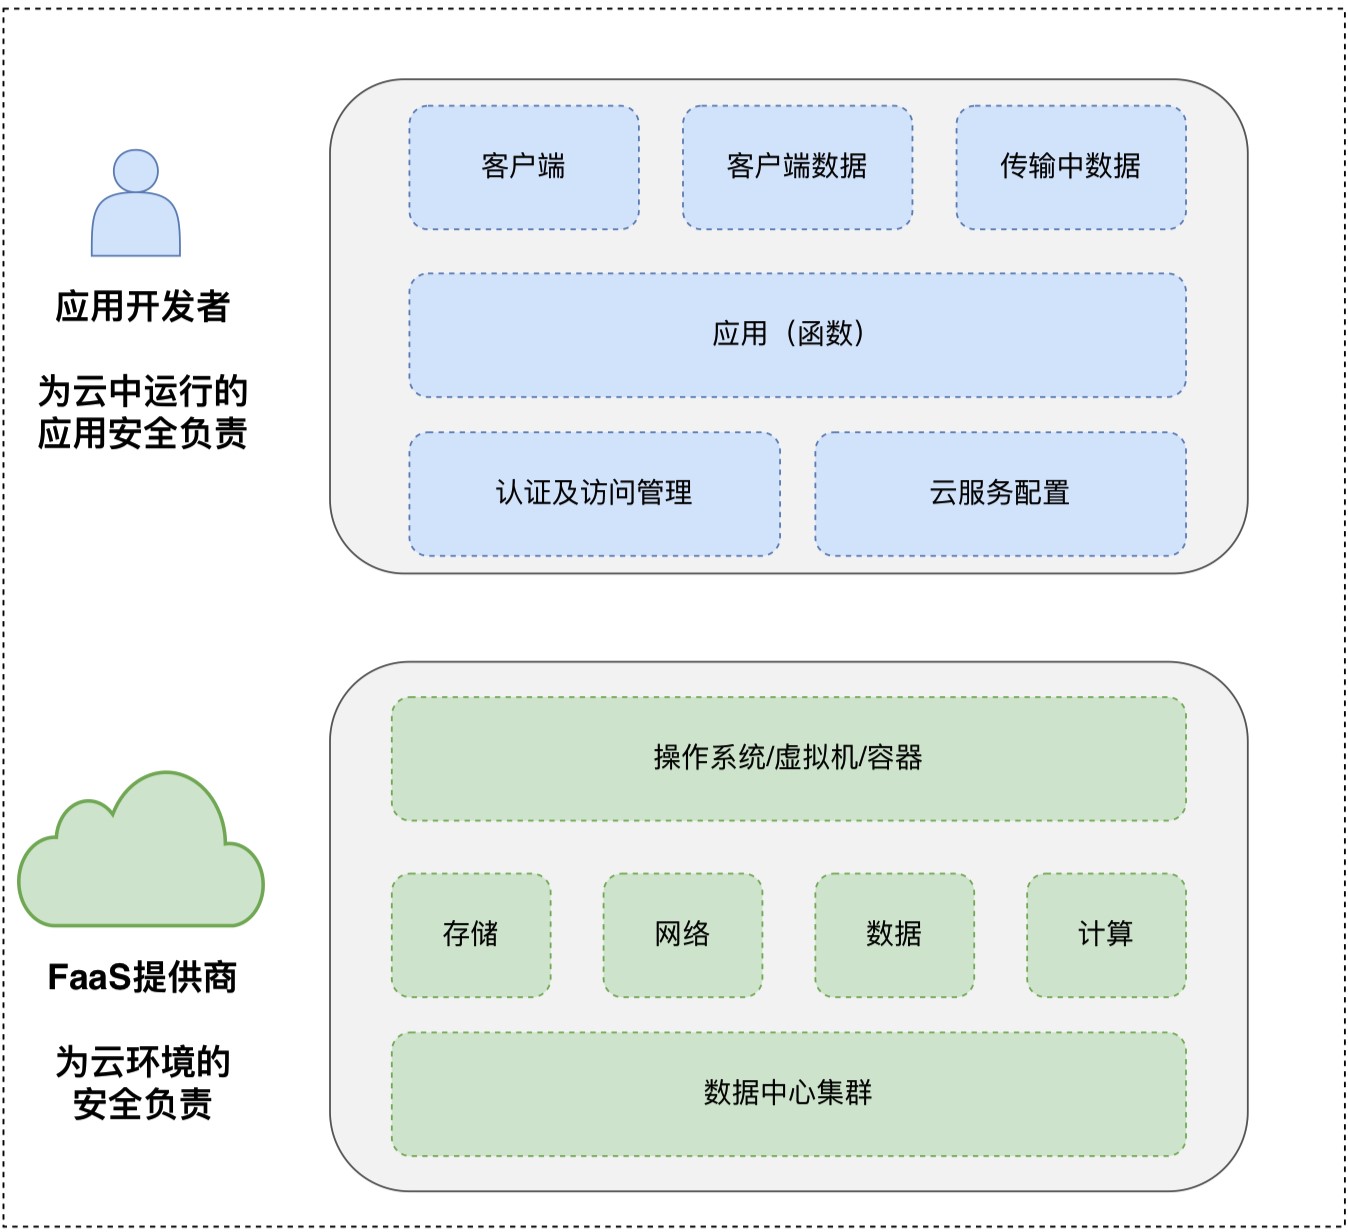 客户端
客户端数据
传输中数据
应用开发者
为云中运行的
应用安全负责
应用（函数）
认证及访问管理
云服务配置
操作系统/虚拟机/容器
存储
网络
数据
计算
FaaS提供商
为云环境的
安全负责
数据中心集群